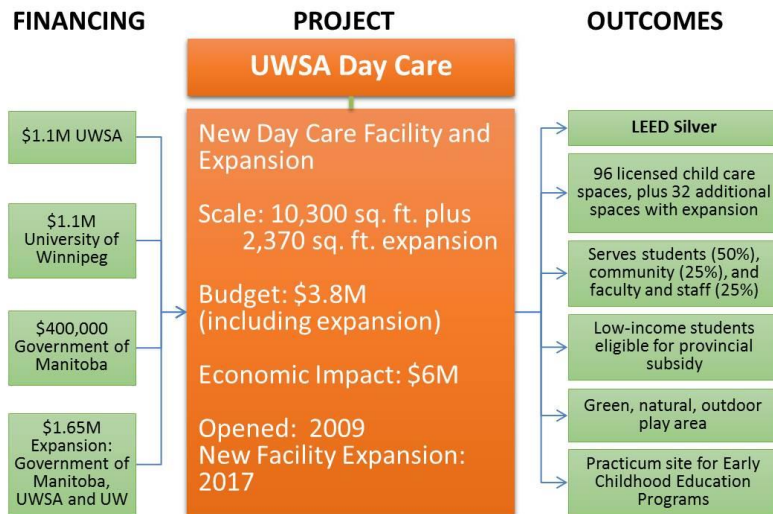 FINANCING
PROJECT
OUTCOMES
UWSA Day Care
$1.1M UWSA
$1.1M
University of
Winnipeg
$400,000
Government of
Manitoba
$1.65M
Expansion:
Government of
Manitoba,
UWSA and UW
New Day Care Facility and
Expansion
Scale: 10,300 sq. ft. plus
2,370 sq. ft. expansion
Budget: $3.8M
(including expansion)
Economic Impact: $6M
Opened: 2009
New Facility Expansion:
2017
LEED Silver
96 licensed child care
spaces, plus 32 additional
spaces with expansion
Serves students (50%),
community (25%), and
faculty and staff (25%)
Low-income students
eligible for provincial
subsidy
Green, natural, outdoor
play area
Practicum site for Early
Childhood Education
Programs